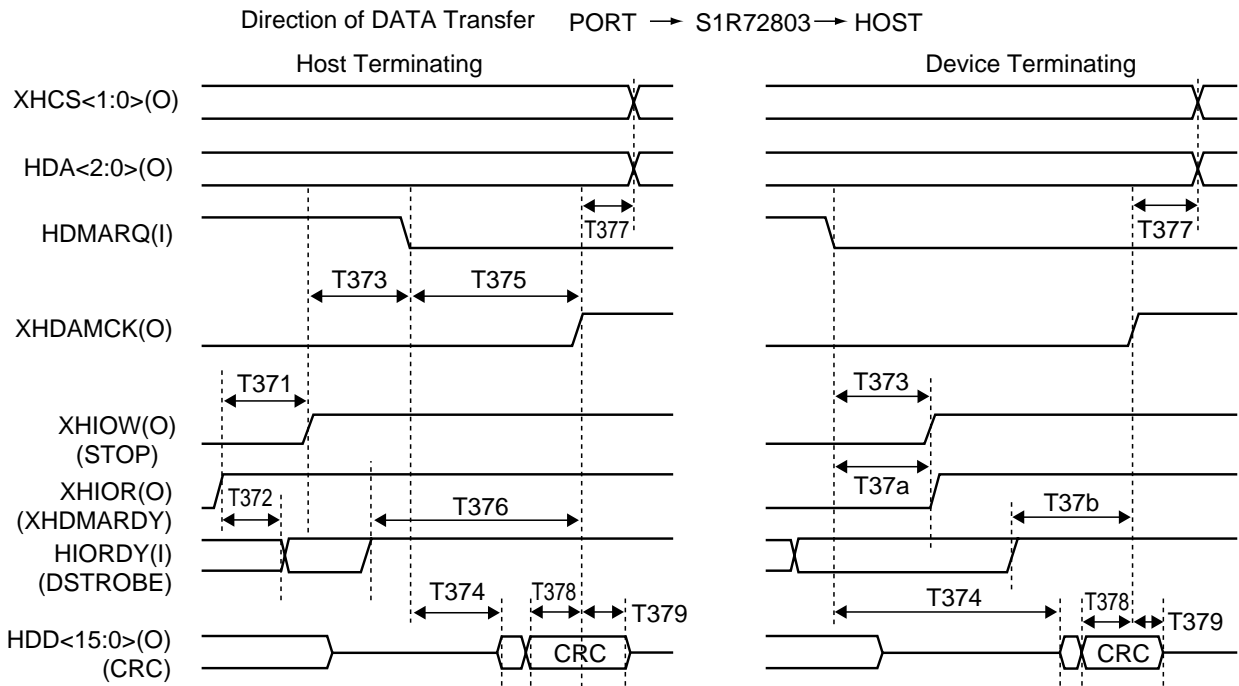 Direction of DATA Transfer PORT → S1R72803 → HOST
Host Terminating Device Terminating
XHCS<1:0>(O)
HDA<2:0>(O)
T377 T377
HDMARQ(I)
T373 T375
XHDAMCK(O)
T371 T373
XHIOW(O)
(STOP)
T37a
XHIOR(O)
(XHDMARDY)
T372 T376 T37b
HIORDY(I)
(DSTROBE)
T374 T378 T379 T374 T378 T379
HDD<15:0>(O)
(CRC)
CRC CRC